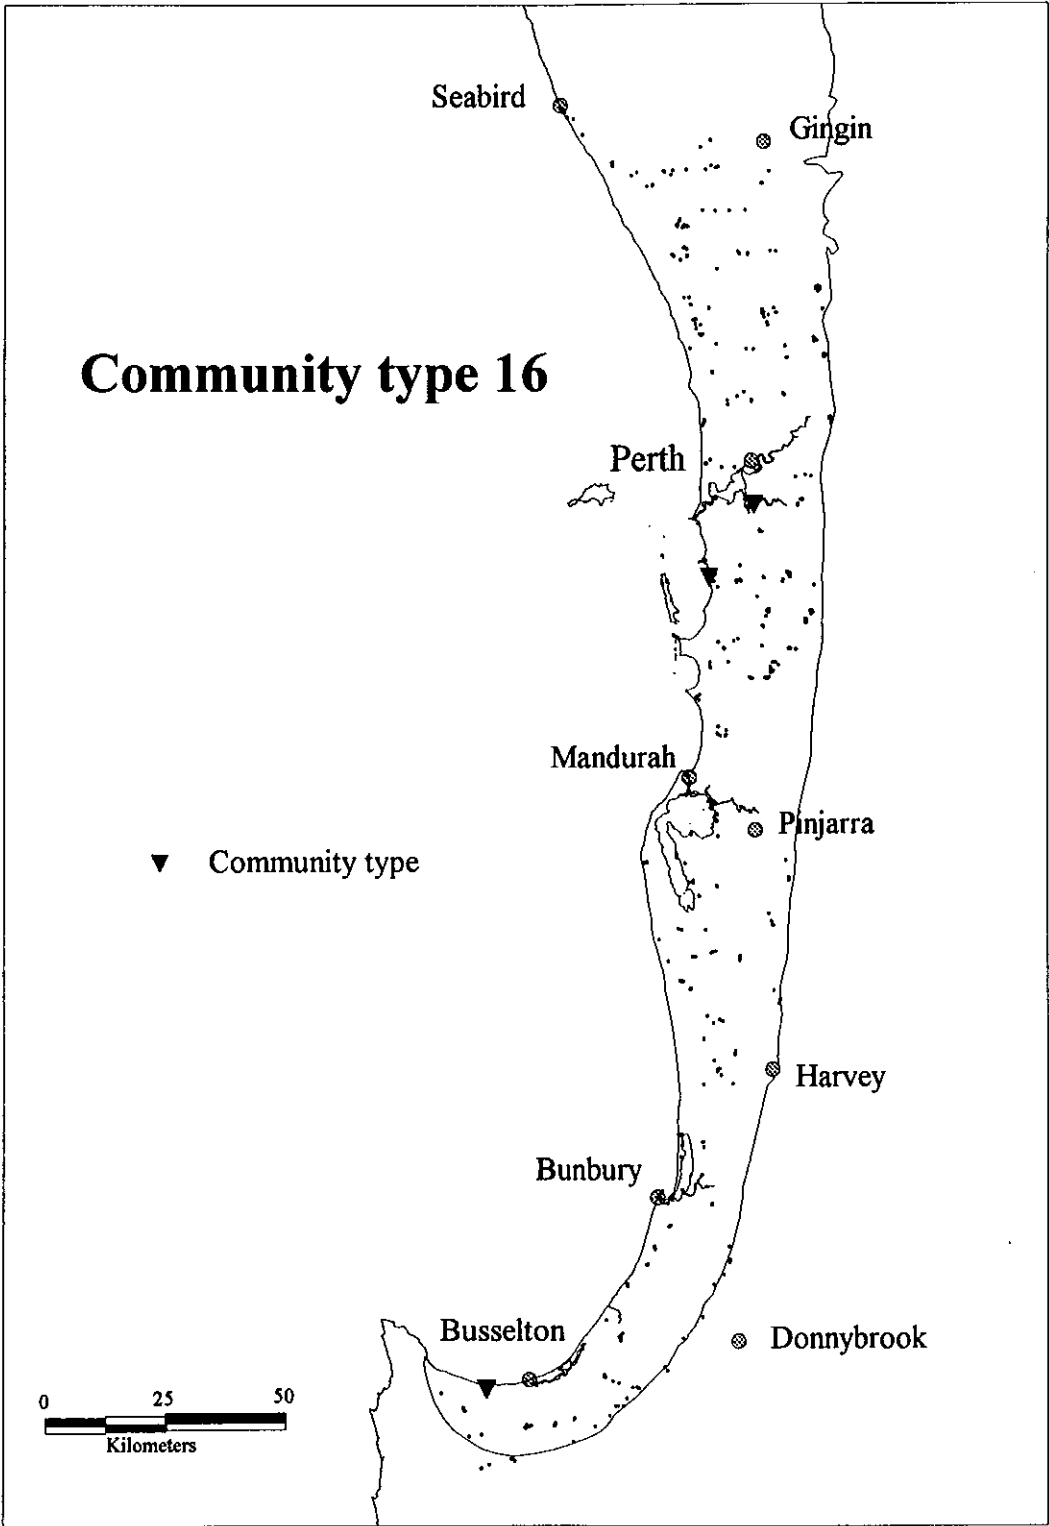 Seabird
Gingin
Community type 16
Perth
Mandurah
Pinjarra
Community type
Harvey
Bunbury
Busselton
Donnybrook
0 25 50
Kilometers